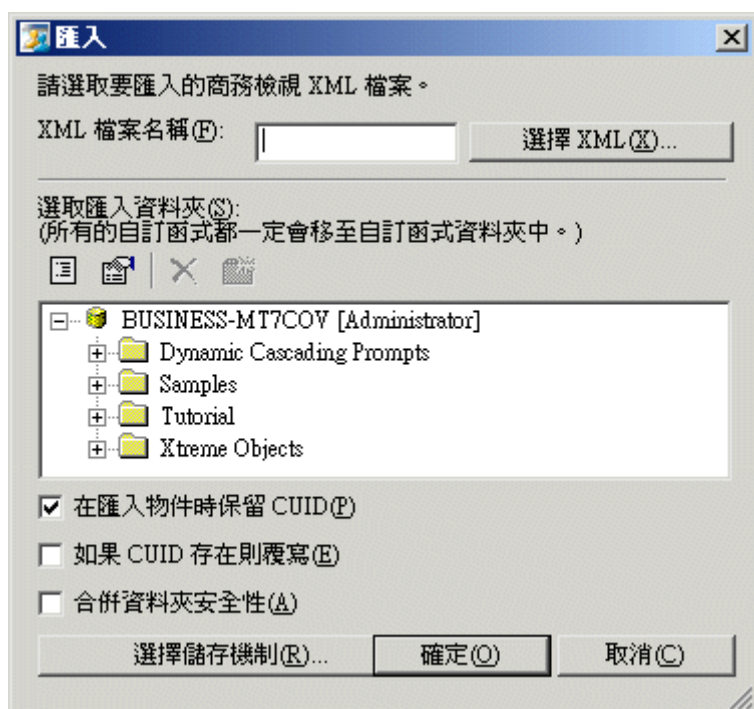 匯入
請選取要匯入的商務檢視 XML 檔案。
XML 檔案名稱(F):
選擇 XML(X)...
選取匯入資料夾(S):
(所有的自訂函式都一定會移至自訂函式資料夾中。)
BUSINESS-MT7COV [Administrator]
Dynamic Cascading Prompts
Samples
Tutorial
Xtreme Objects
在匯入物件時保留 CUID(P)
如果 CUID 存在則覆寫(E)
合併資料夾安全性(A)
選擇儲存機制(R)...
確定(O)
取消(C)